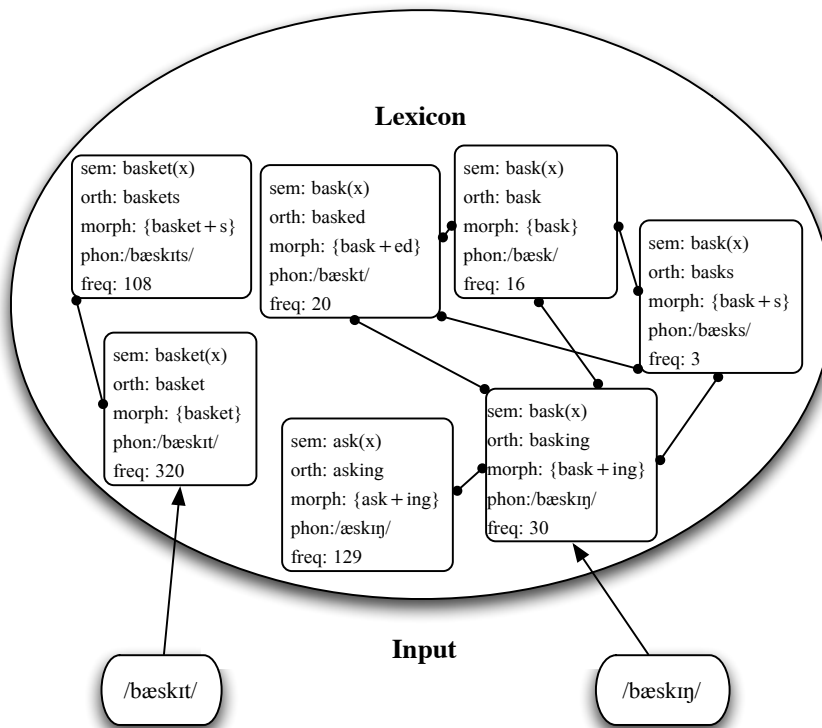 Lexicon
sem: basket(x)
orth: baskets
morph: {basket + s}
phon:/bæskɪts/
freq: 108
sem: bask(x)
orth: basked
morph: {bask + ed}
phon:/bæskt/
freq: 20
sem: bask(x)
orth: bask
morph: {bask}
phon:/bæsk/
freq: 16
sem: bask(x)
orth: basks
morph: {bask + s}
phon:/bæsks/
freq: 3
sem: basket(x)
orth: basket
morph: {basket}
phon:/bæskɪt/
freq: 320
sem: ask(x)
orth: asking
morph: {ask + ing}
phon:/æskɪŋ/
freq: 129
sem: bask(x)
orth: basking
morph: {bask + ing}
phon:/bæskɪŋ/
freq: 30
Input
/bæskɪt/
/bæskɪŋ/